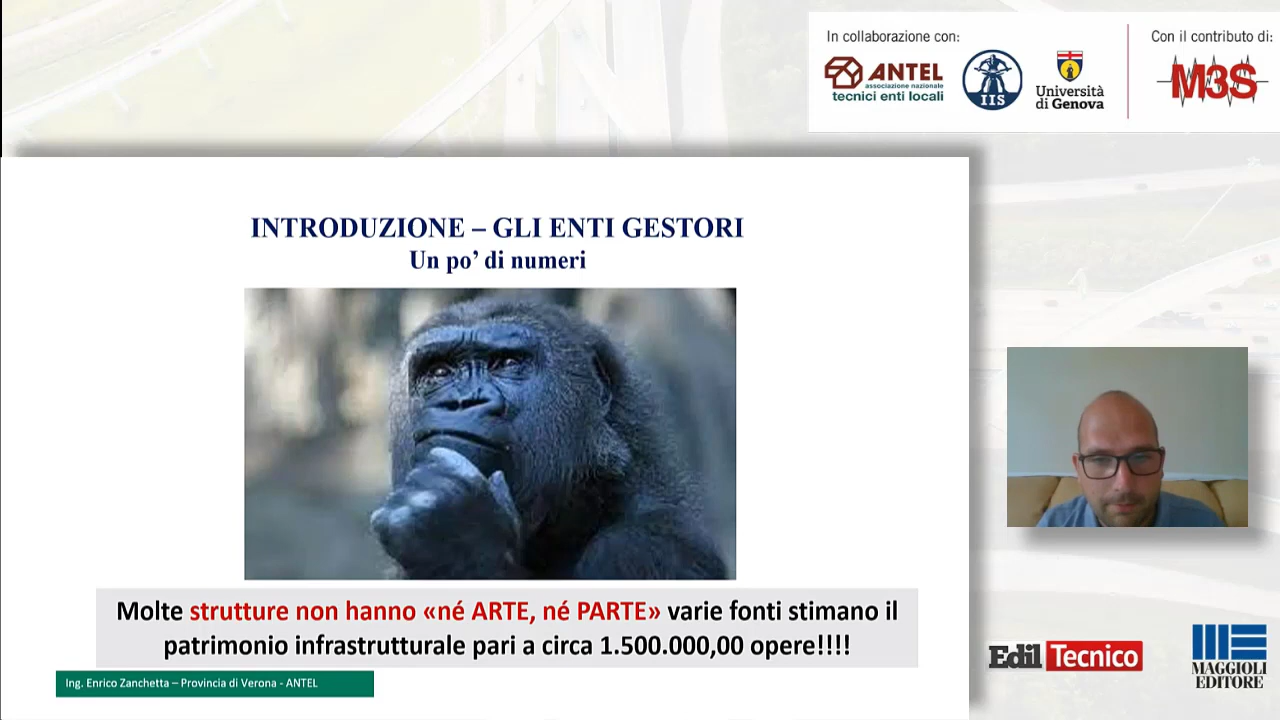 In collaborazione con:
Con il contributo di:
ANTEL
associazione nazionale
tecnici enti locali
IIS
Università
di Genova
M3S
INTRODUZIONE – GLI ENTI GESTORI
Un po’ di numeri
Molte strutture non hanno «né ARTE, né PARTE» varie fonti stimano il
patrimonio infrastrutturale pari a circa 1.500.000,00 opere!!!!
Ing. Enrico Zanchetta – Provincia di Verona - ANTEL
Edil Tecnico
MAGGIOLI
EDITORE